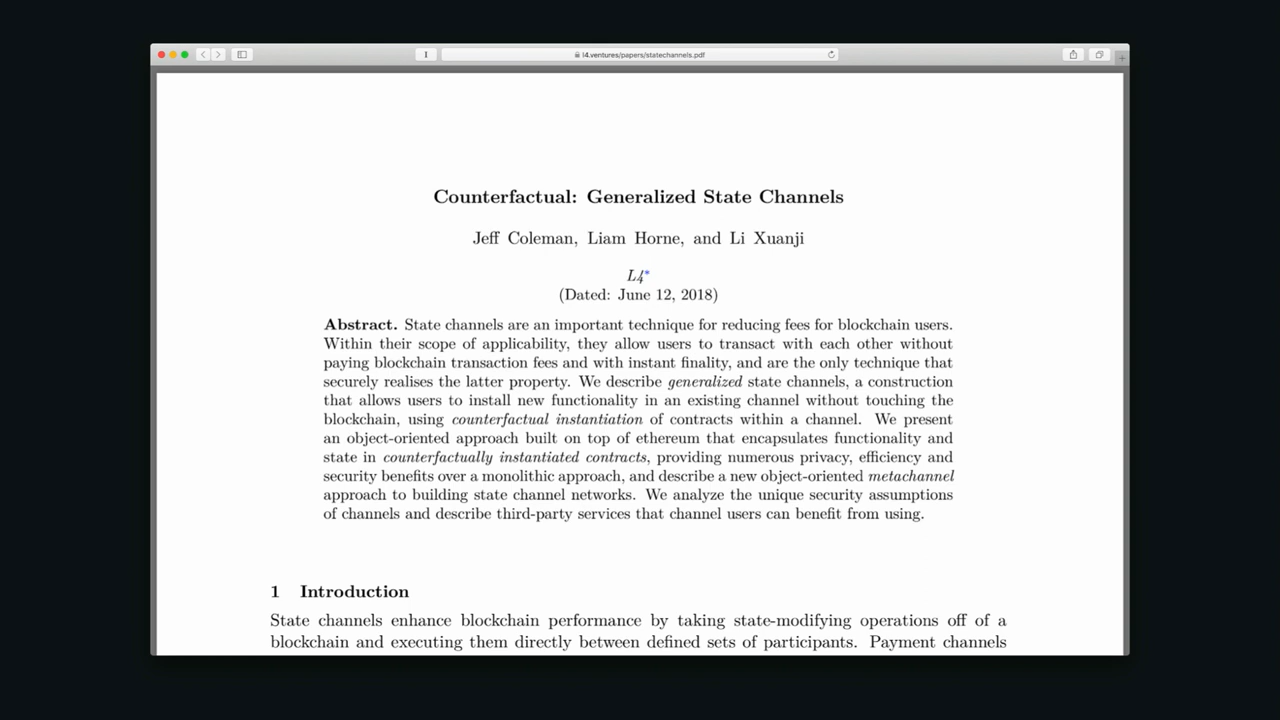 l4.ventures/papers/statechannels.pdf
Counterfactual: Generalized State Channels
Jeff Coleman, Liam Horne, and Li Xuanji
L4*
(Dated: June 12, 2018)
Abstract. State channels are an important technique for reducing fees for blockchain users.
Within their scope of applicability, they allow users to transact with each other without
paying blockchain transaction fees and with instant finality, and are the only technique that
securely realises the latter property. We describe generalized state channels, a construction
that allows users to install new functionality in an existing channel without touching the
blockchain, using counterfactual instantiation of contracts within a channel. We present
an object-oriented approach built on top of ethereum that encapsulates functionality and
state in counterfactually instantiated contracts, providing numerous privacy, efficiency and
security benefits over a monolithic approach, and describe a new object-oriented metachannel
approach to building state channel networks. We analyze the unique security assumptions
of channels and describe third-party services that channel users can benefit from using.
1 Introduction
State channels enhance blockchain performance by taking state-modifying operations off of a
blockchain and executing them directly between defined sets of participants. Payment channels